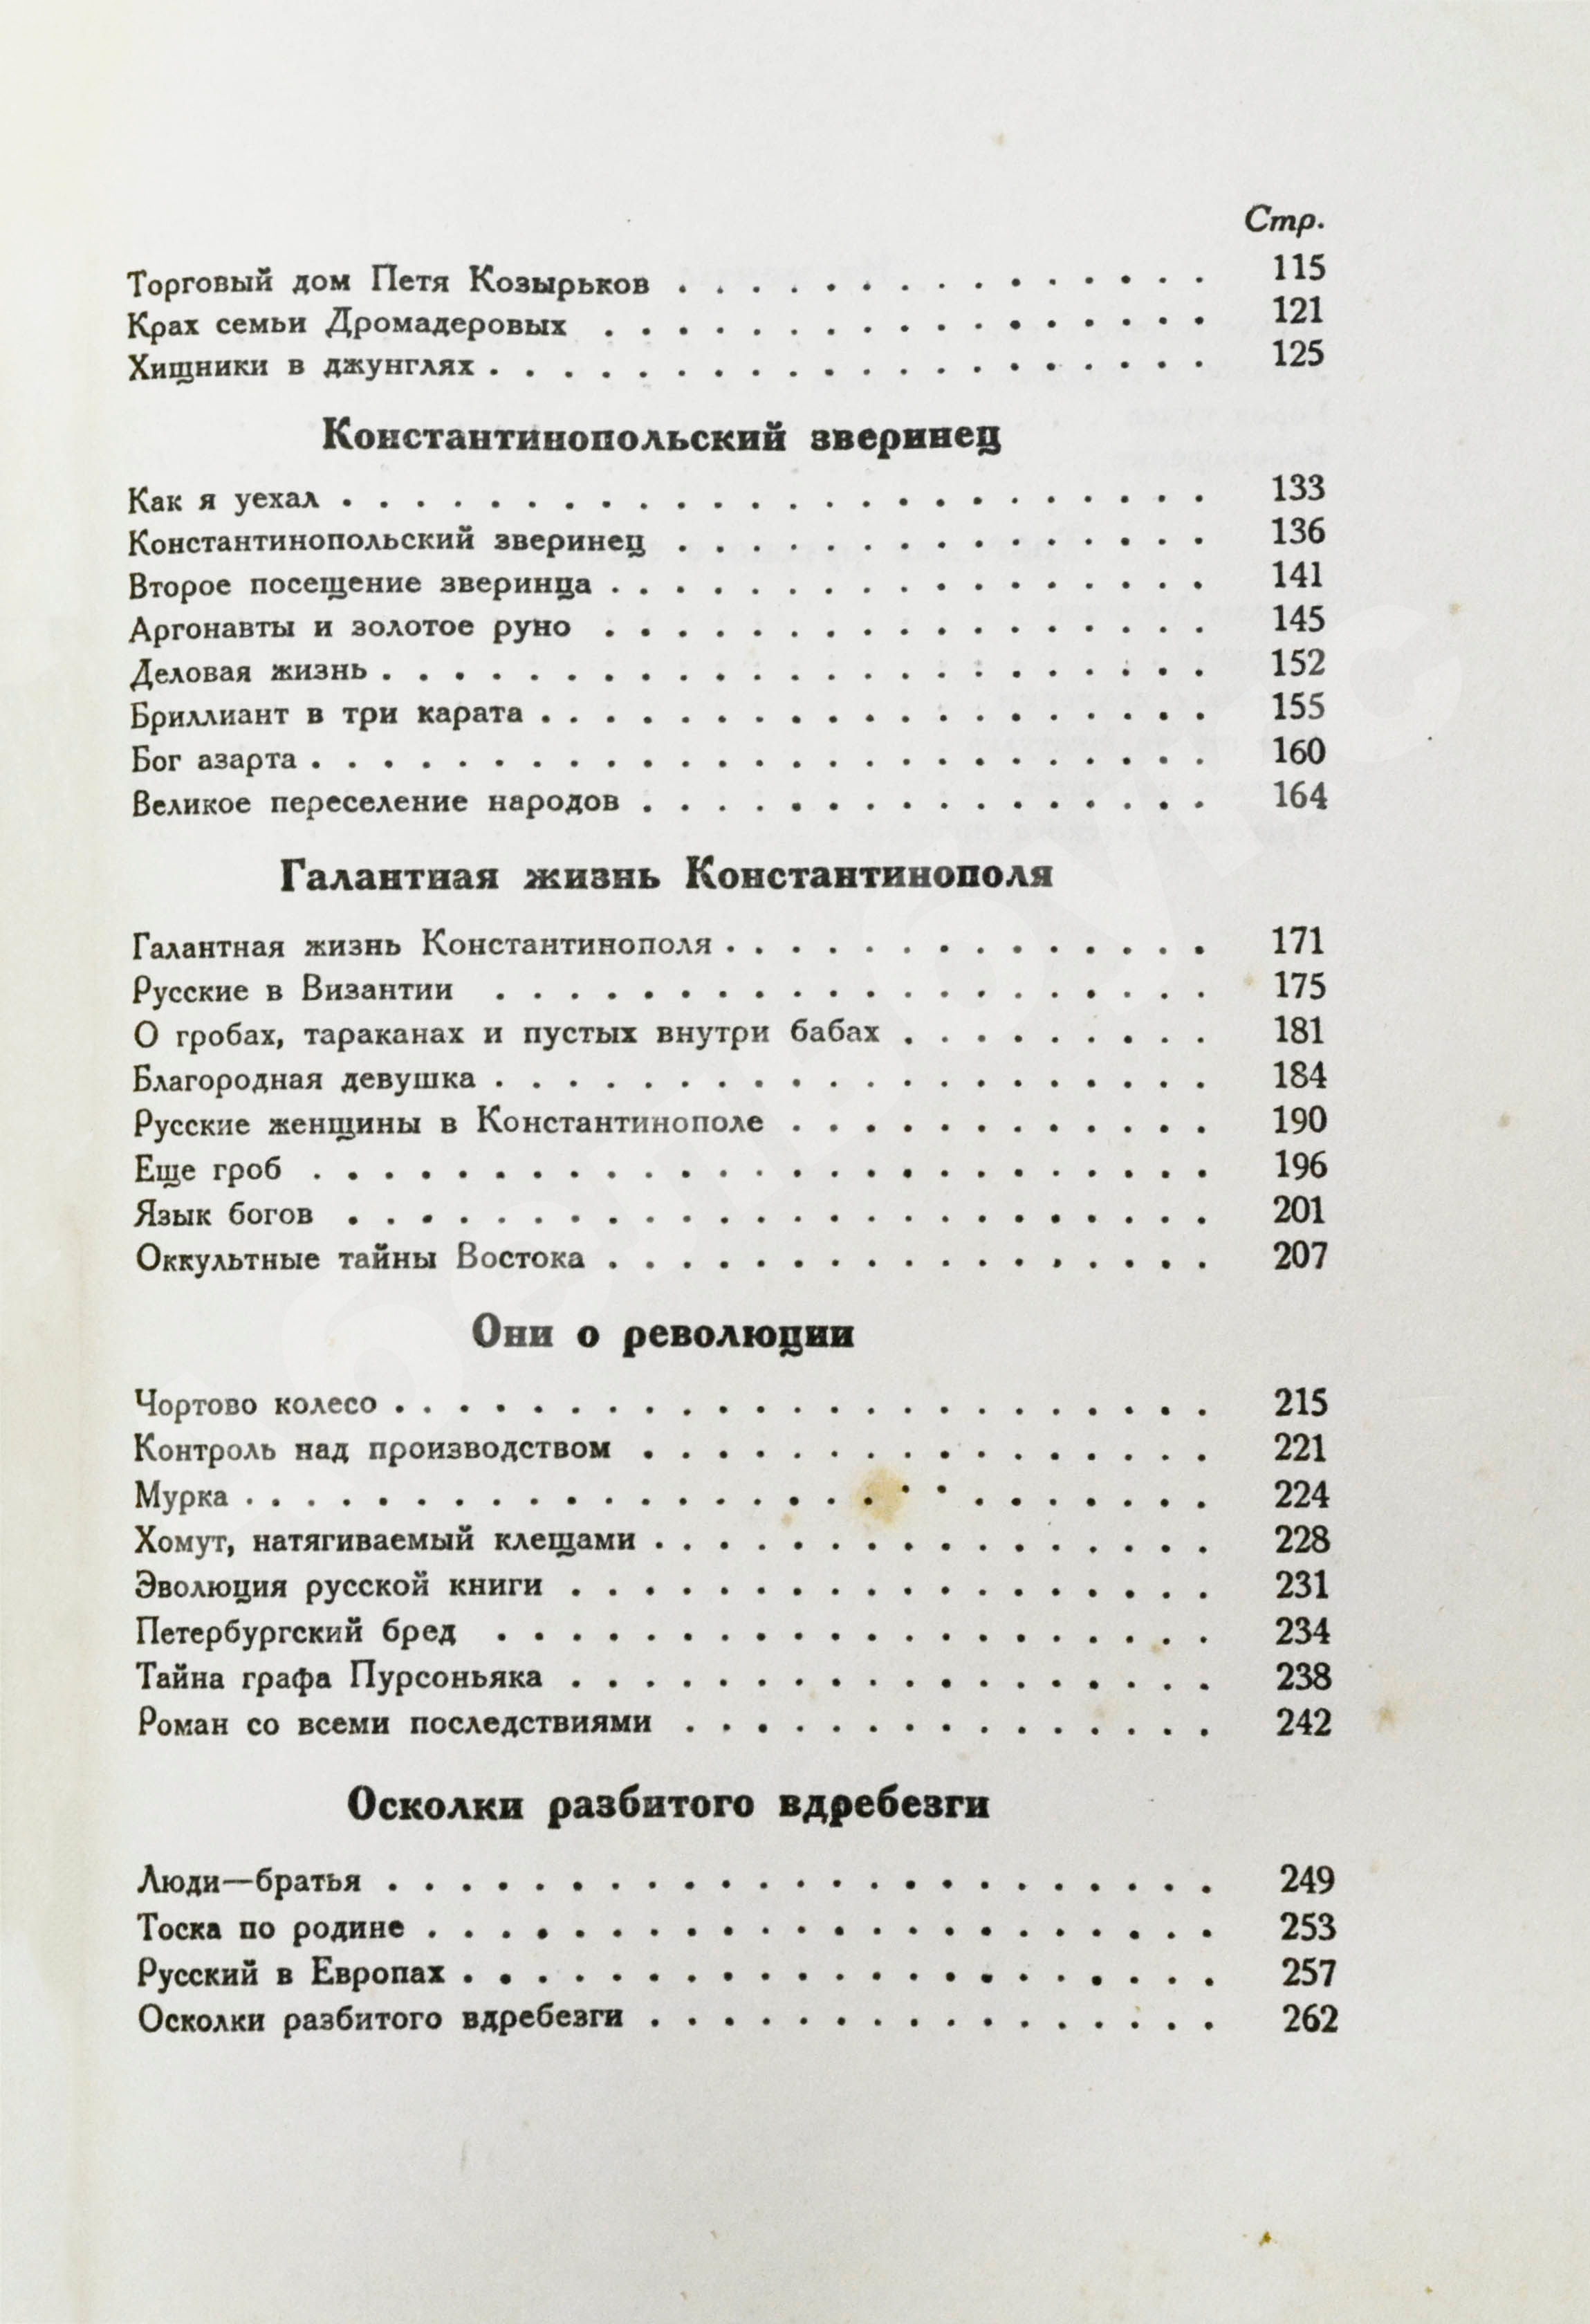 Стр.
Торговый дом Петя Козырьков . . . . . . . . . . . . . . . 115
Крах семьи Дромадеровых . . . . . . . . . . . . . . . . . 121
Хищники в джунглях . . . . . . . . . . . . . . . . . . . . 125
Константинопольский зверинец
Как я уехал . . . . . . . . . . . . . . . . . . . . . . . . 133
Константинопольский зверинец . . . . . . . . . . . . . . . 136
Второе посещение зверинца . . . . . . . . . . . . . . . . . 141
Аргонавты и золотое руно . . . . . . . . . . . . . . . . . 145
Деловая жизнь . . . . . . . . . . . . . . . . . . . . . . . 152
Бриллиант в три карата . . . . . . . . . . . . . . . . . . . 155
Бог азарта . . . . . . . . . . . . . . . . . . . . . . . . . 160
Великое переселение народов . . . . . . . . . . . . . . . . 164
Галантная жизнь Константинополя
Галантная жизнь Константинополя . . . . . . . . . . . . . . 171
Русские в Византии . . . . . . . . . . . . . . . . . . . . 175
О гробах, тараканах и пустых внутри бабах . . . . . . . . . 181
Благородная девушка . . . . . . . . . . . . . . . . . . . . 184
Русские женщины в Константинополе . . . . . . . . . . . . 190
Еще гроб . . . . . . . . . . . . . . . . . . . . . . . . . 196
Язык богов . . . . . . . . . . . . . . . . . . . . . . . . 201
Оккультные тайны Востока . . . . . . . . . . . . . . . . . 207
Они о революции
Чортово колесо . . . . . . . . . . . . . . . . . . . . . . . 215
Контроль над производством . . . . . . . . . . . . . . . . 221
Мурка . . . . . . . . . . . . . . . . . . . . . . . . . . . 224
Хомут, натягиваемый клещами . . . . . . . . . . . . . . . . 228
Эволюция русской книги . . . . . . . . . . . . . . . . . . 231
Петербургский бред . . . . . . . . . . . . . . . . . . . . 234
Тайна графа Пурсоньяка . . . . . . . . . . . . . . . . . . 238
Роман со всеми последствиями . . . . . . . . . . . . . . . 242
Осколки разбитого вдребезги
Люди—братья . . . . . . . . . . . . . . . . . . . . . . . 249
Тоска по родине . . . . . . . . . . . . . . . . . . . . . . 253
Русский в Европах . . . . . . . . . . . . . . . . . . . . . 257
Осколки разбитого вдребезги . . . . . . . . . . . . . . . . 262